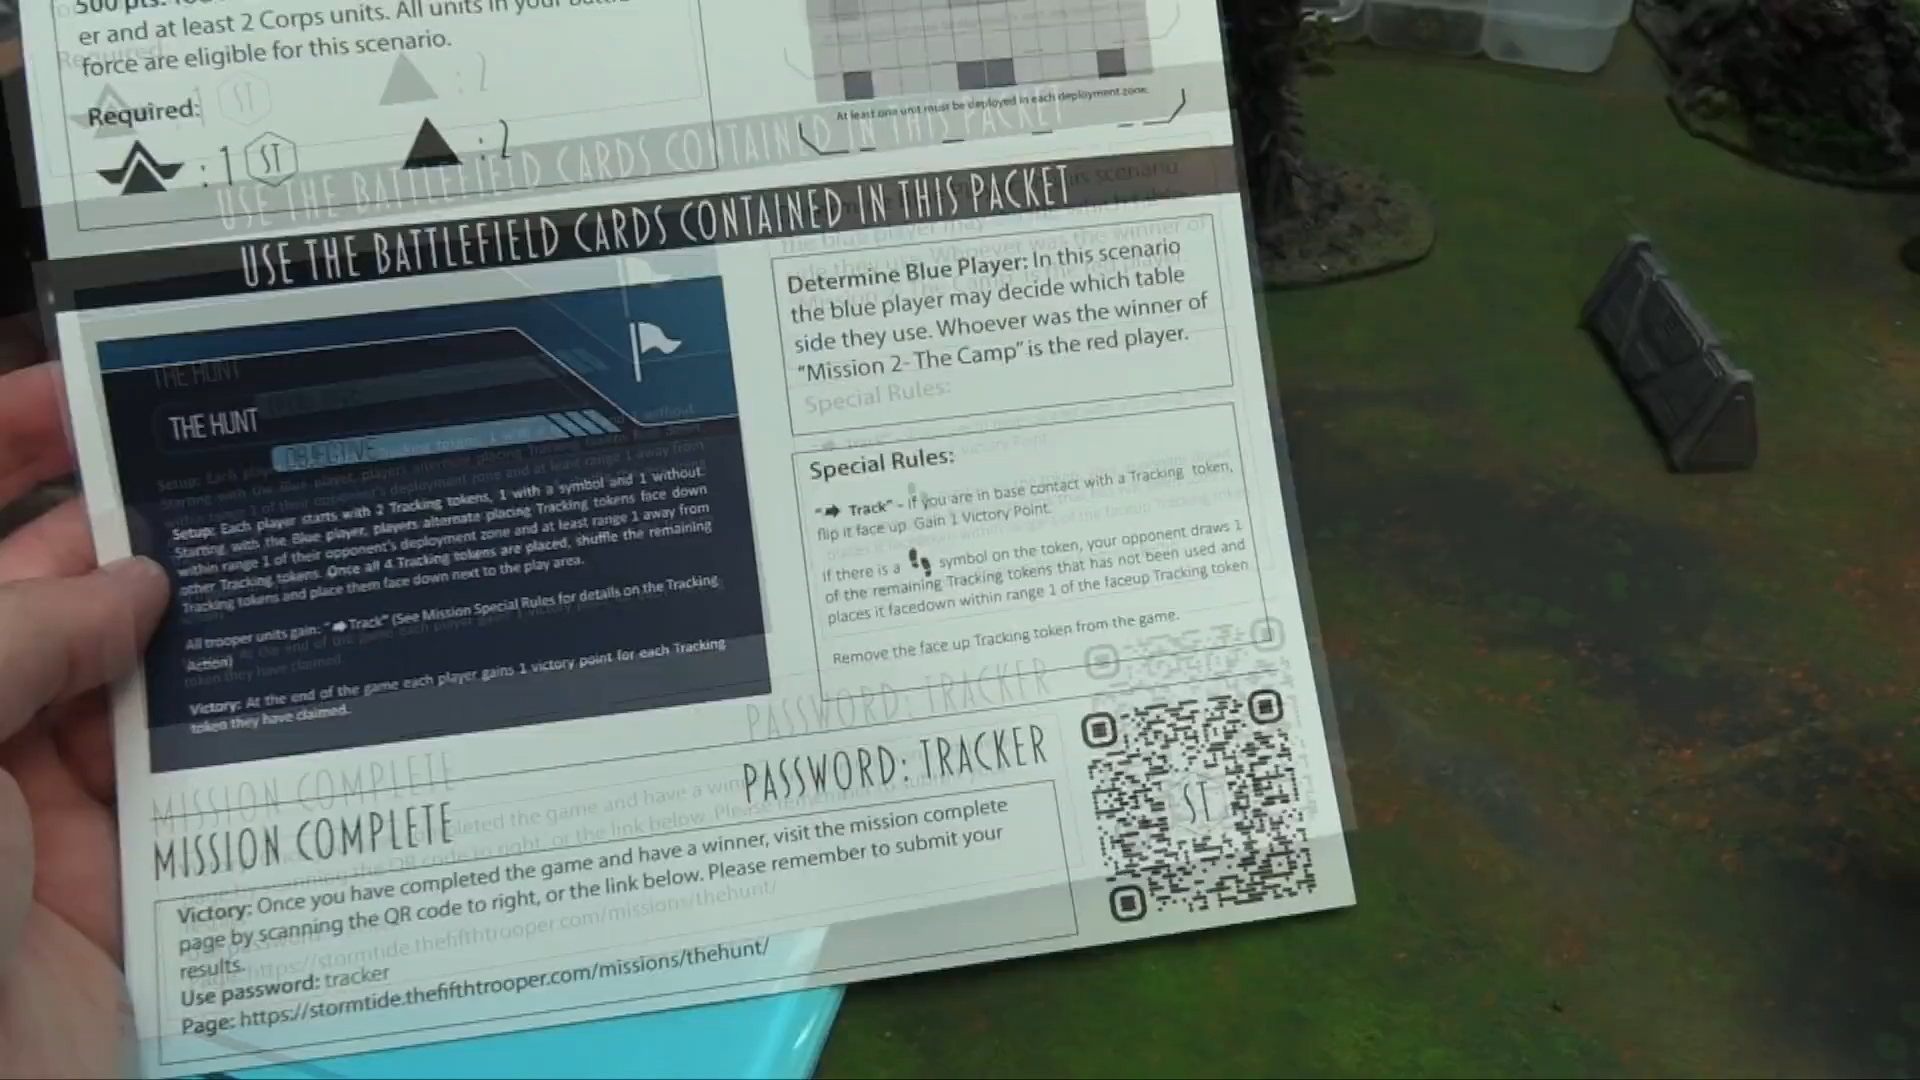 500 pts.
er and at least 2 Corps units. All units in your
force are eligible for this scenario.
Required:
: 1 ST : 2
At least one unit must be deployed in each deployment zone.
USE THE BATTLEFIELD CARDS CONTAINED IN THIS PACKET
THE HUNT
OBJECTIVE
Setup: Each player starts with 2 Tracking tokens, 1 with a symbol and 1 without.
Starting with the Blue player, players alternate placing Tracking tokens face down
within range 1 of their opponent's deployment zone and at least range 1 away from
other Tracking tokens. Once all 4 Tracking tokens are placed, shuffle the remaining
Tracking tokens and place them face down next to the play area.
All trooper units gain: "➡ Track" (See Mission Special Rules for details on the Tracking
Action)
Victory: At the end of the game each player gains 1 victory point for each Tracking
token they have claimed.
Determine Blue Player: In this scenario
the blue player may decide which table
side they use. Whoever was the winner of
"Mission 2- The Camp" is the red player.
Special Rules:
"➡ Track" - If you are in base contact with a Tracking token,
flip it face up. Gain 1 Victory Point.
If there is a symbol on the token, your opponent draws 1
of the remaining Tracking tokens that has not been used and
places it facedown within range 1 of the faceup Tracking token
Remove the face up Tracking token from the game.
MISSION COMPLETE
PASSWORD: TRACKER
Victory: Once you have completed the game and have a winner, visit the mission complete
page by scanning the QR code to right, or the link below. Please remember to submit your
results.
Use password: tracker
Page: https://stormtide.thefifthtrooper.com/missions/thehunt/
ST